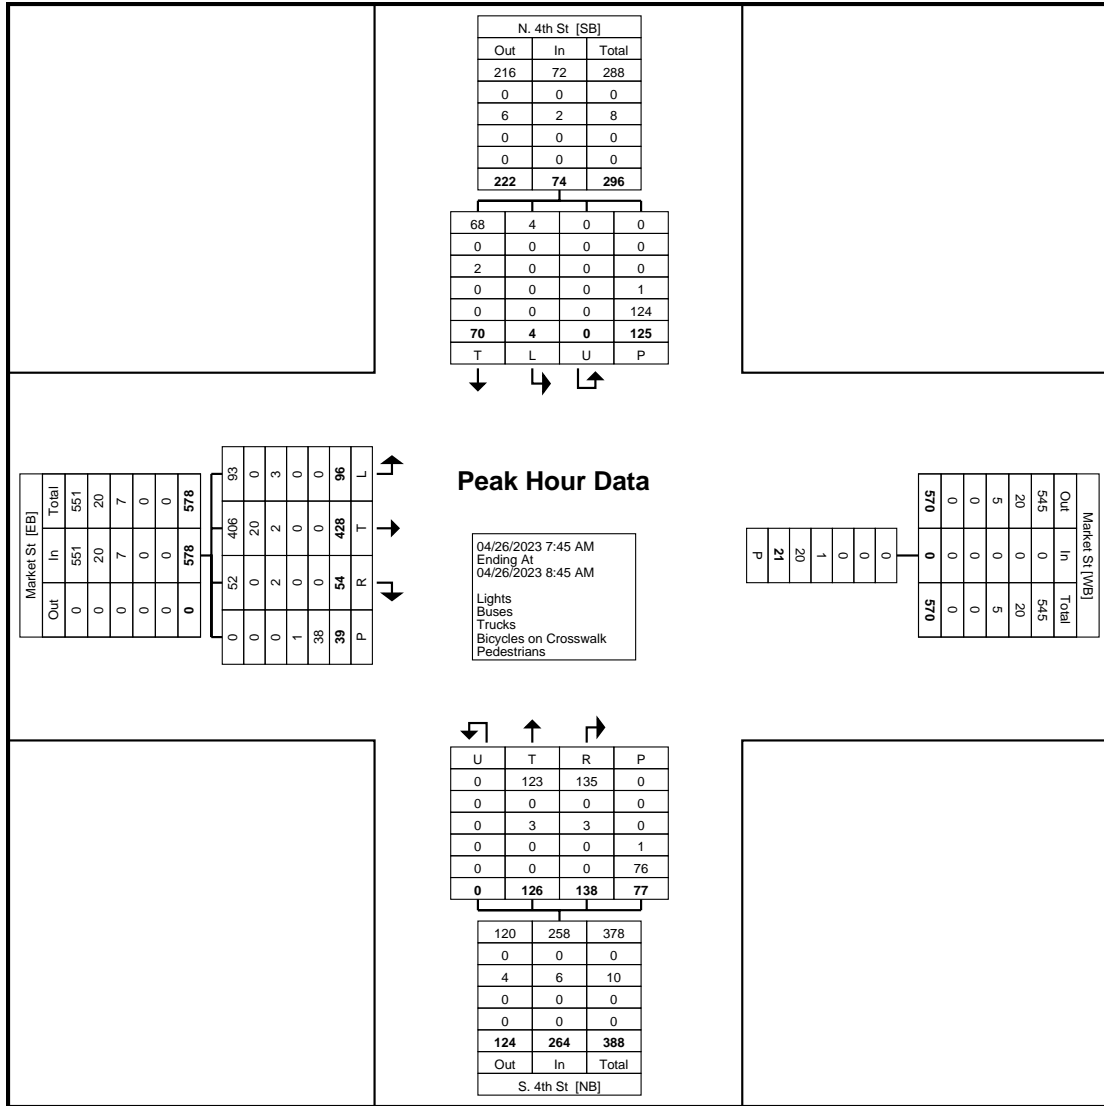 N. 4th St  [SB]
Out In Total
216 72 288
0 0 0
6 2 8
0 0 0
0 0 0
222 74 296
68 4 0 0
0 0 0 0
2 0 0 0
0 0 0 1
0 0 0 124
70 4 0 125
T L U P
Market St  [EB]
Total 551 20 7 0 0 578
In 551 20 7 0 0 578
Out 0 0 0 0 0 0
93 0 3 0 0 96 L
406 20 2 0 0 428 T
52 0 2 0 0 54 R
0 0 0 1 38 39 P
Peak Hour Data
04/26/2023 7:45 AM
Ending At
04/26/2023 8:45 AM
Lights
Buses
Trucks
Bicycles on Crosswalk
Pedestrians
P 21 20 1 0 0 0
Market St [WB]
Out 545 20 5 0 0 570
In 0 0 0 0 0 0
Total 545 20 5 0 0 570
U T R P
0 123 135 0
0 0 0 0
0 3 3 0
0 0 0 1
0 0 0 76
0 126 138 77
120 258 378
0 0 0
4 6 10
0 0 0
0 0 0
124 264 388
Out In Total
S. 4th St  [NB]